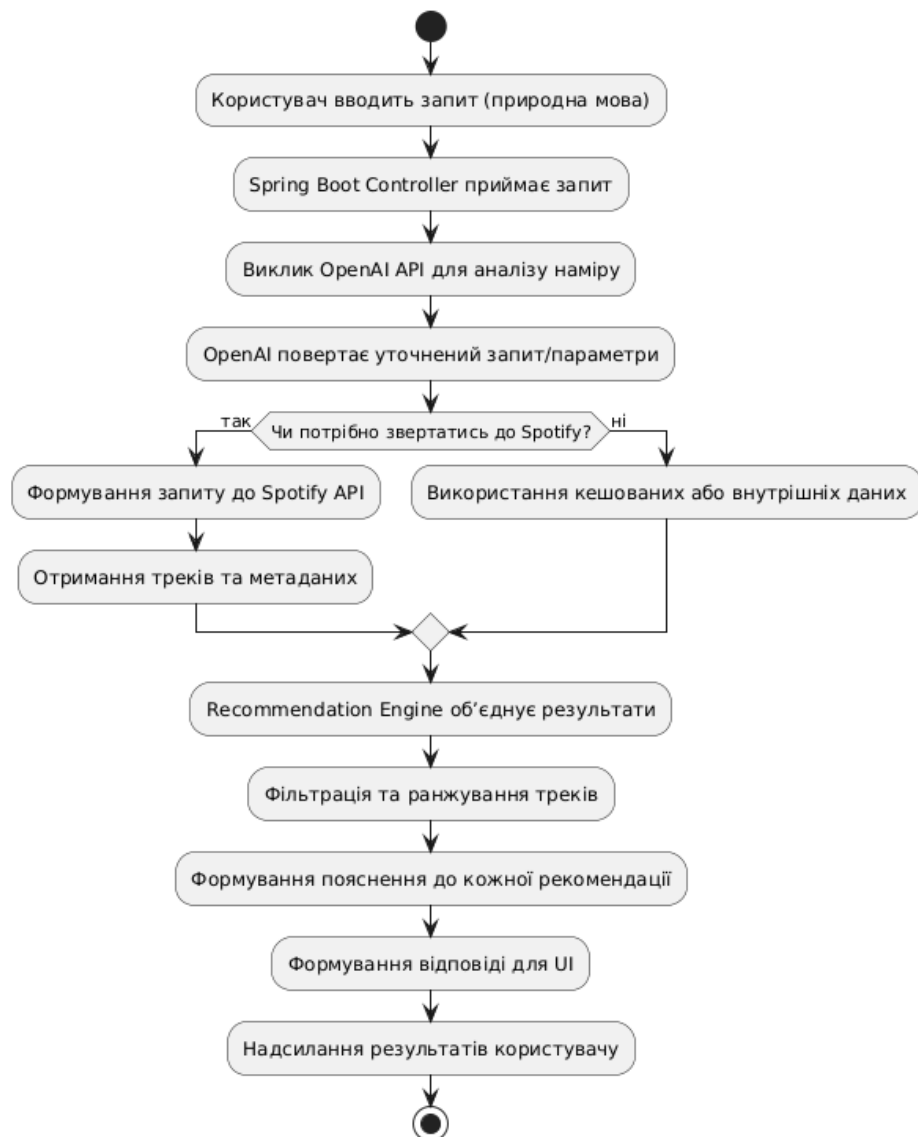 Користувач вводить запит (природна мова)
Spring Boot Controller приймає запит
Виклик OpenAI API для аналізу наміру
OpenAI повертає уточнений запит/параметри
так
Чи потрібно звертатись до Spotify?
ні
Формування запиту до Spotify API
Використання кешованих або внутрішніх даних
Отримання треків та метаданих
Recommendation Engine об’єднує результати
Фільтрація та ранжування треків
Формування пояснення до кожної рекомендації
Формування відповіді для UI
Надсилання результатів користувачу